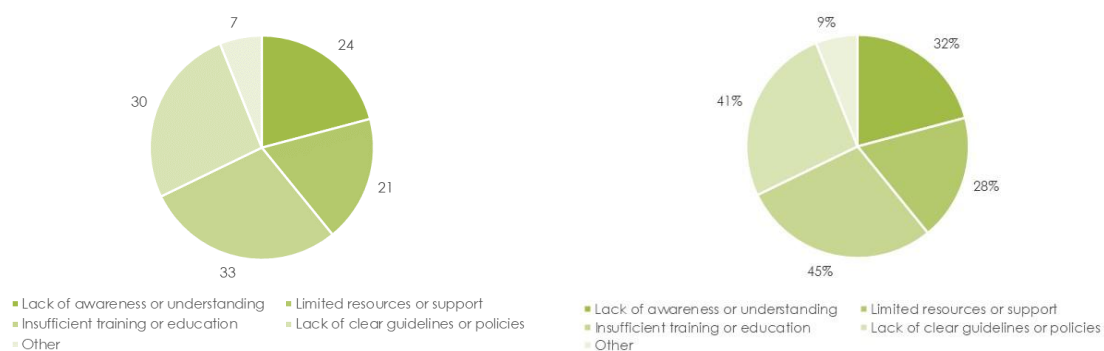 7
24
30
21
33
Lack of awareness or understanding
Limited resources or support
Insufficient training or education
Lack of clear guidelines or policies
Other
9%
32%
41%
28%
45%
Lack of awareness or understanding
Limited resources or support
Insufficient training or education
Lack of clear guidelines or policies
Other